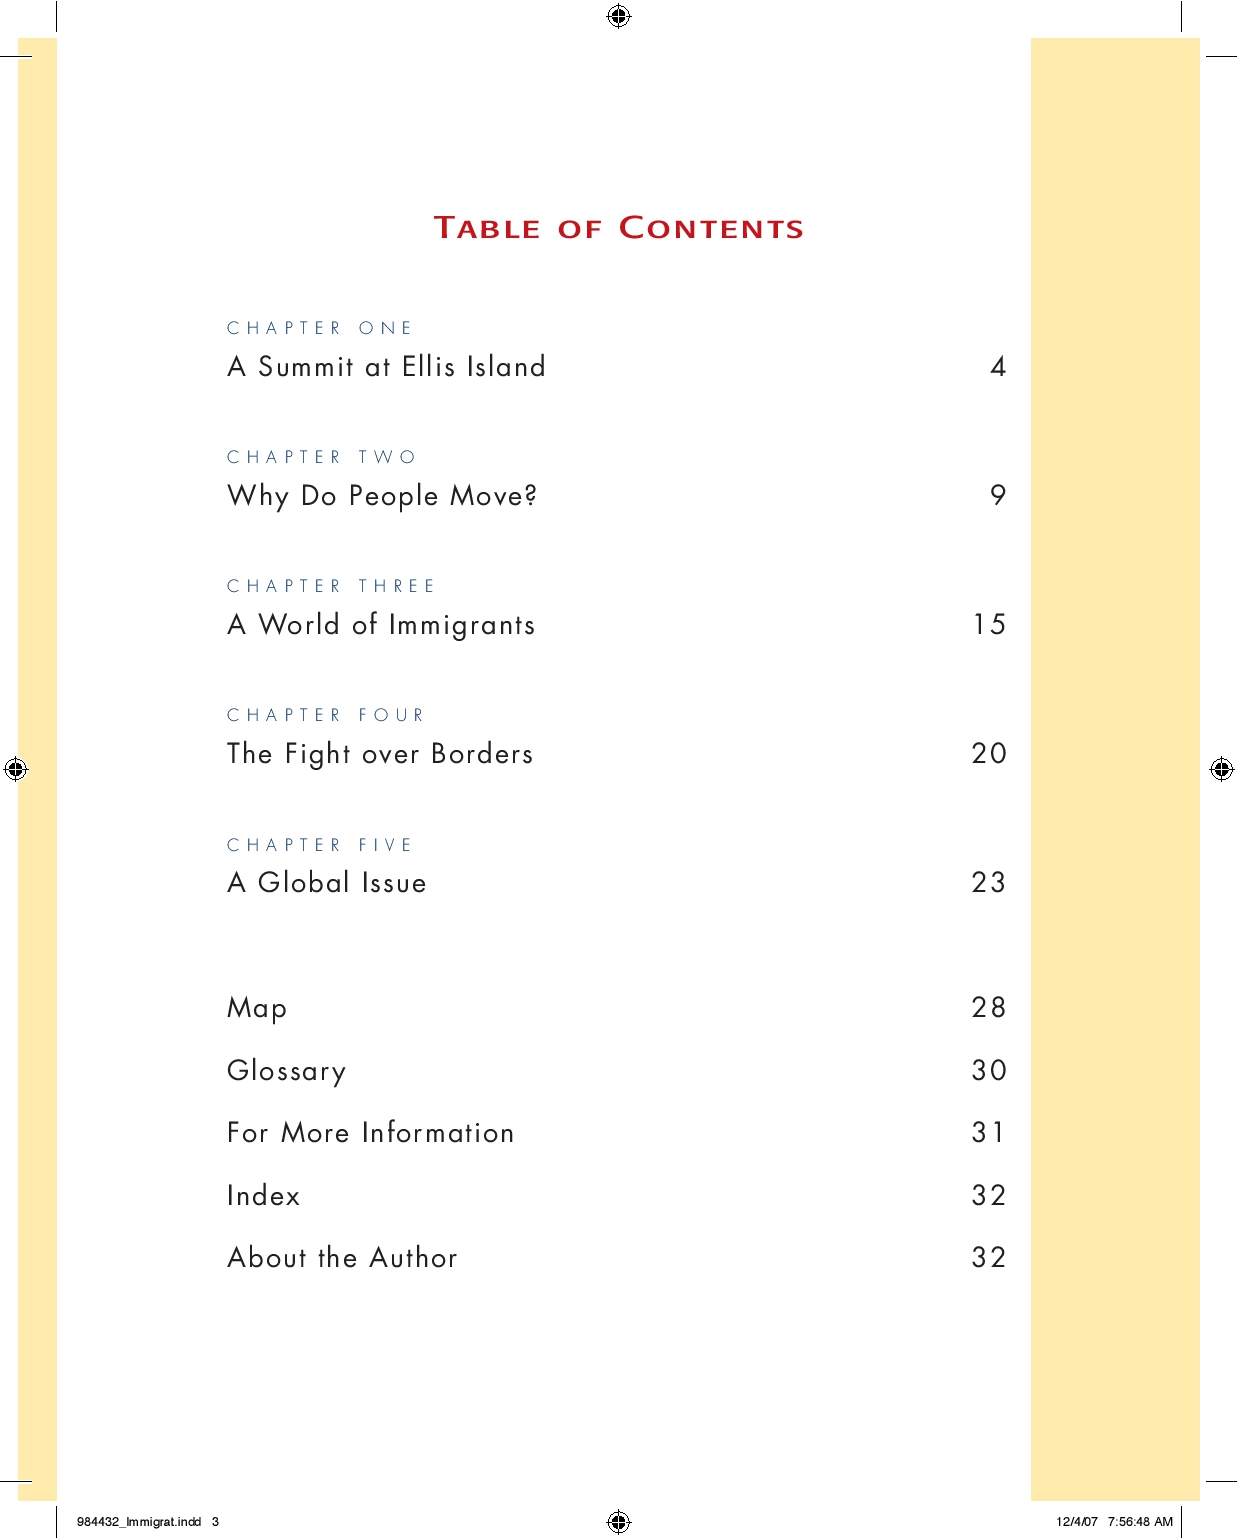 TABLE OF CONTENTS
CHAPTER ONE
A Summit at Ellis Island 4
CHAPTER TWO
Why Do People Move? 9
CHAPTER THREE
A World of Immigrants 15
CHAPTER FOUR
The Fight over Borders 20
CHAPTER FIVE
A Global Issue 23
Map 28
Glossary 30
For More Information 31
Index 32
About the Author 32
984432_Immigrat.indd 3 12/4/07 7:56:48 AM